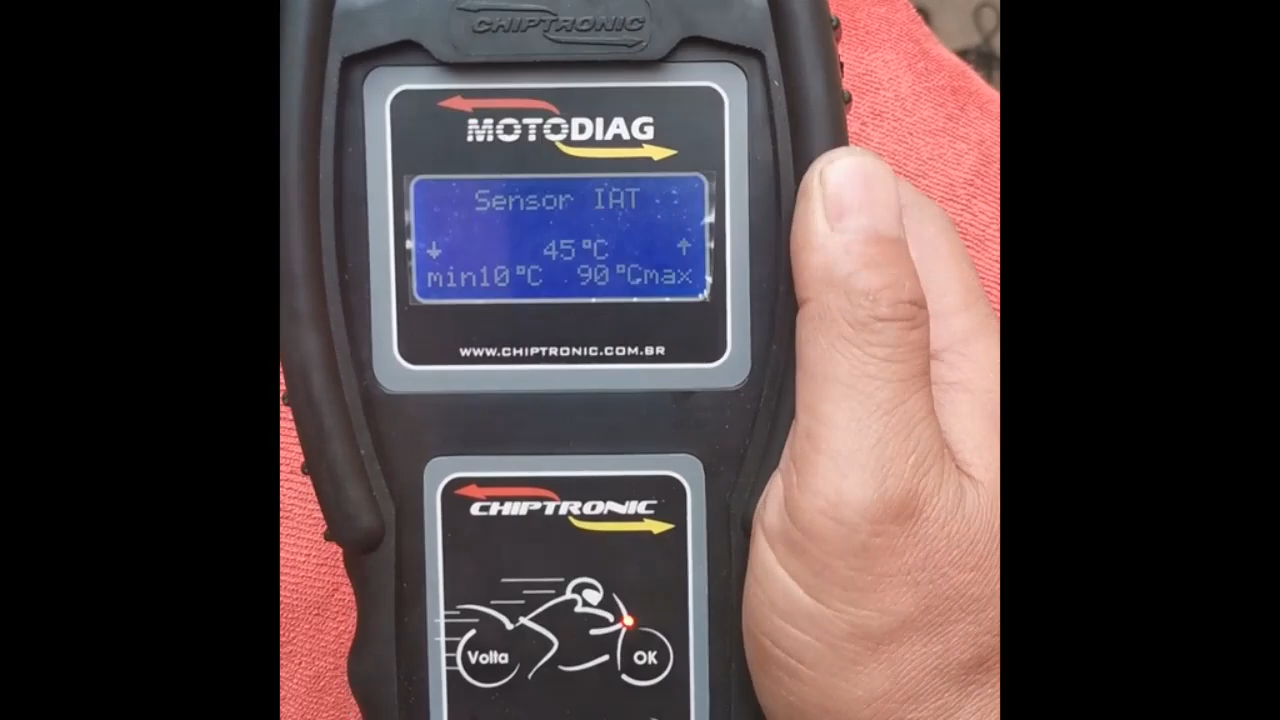 CHIPTRONIC
MOTODIAG
Sensor IAT
↓ 45°C ↑
min10°C 90°Cmax
WWW.CHIPTRONIC.COM.BR
CHIPTRONIC
Volta OK